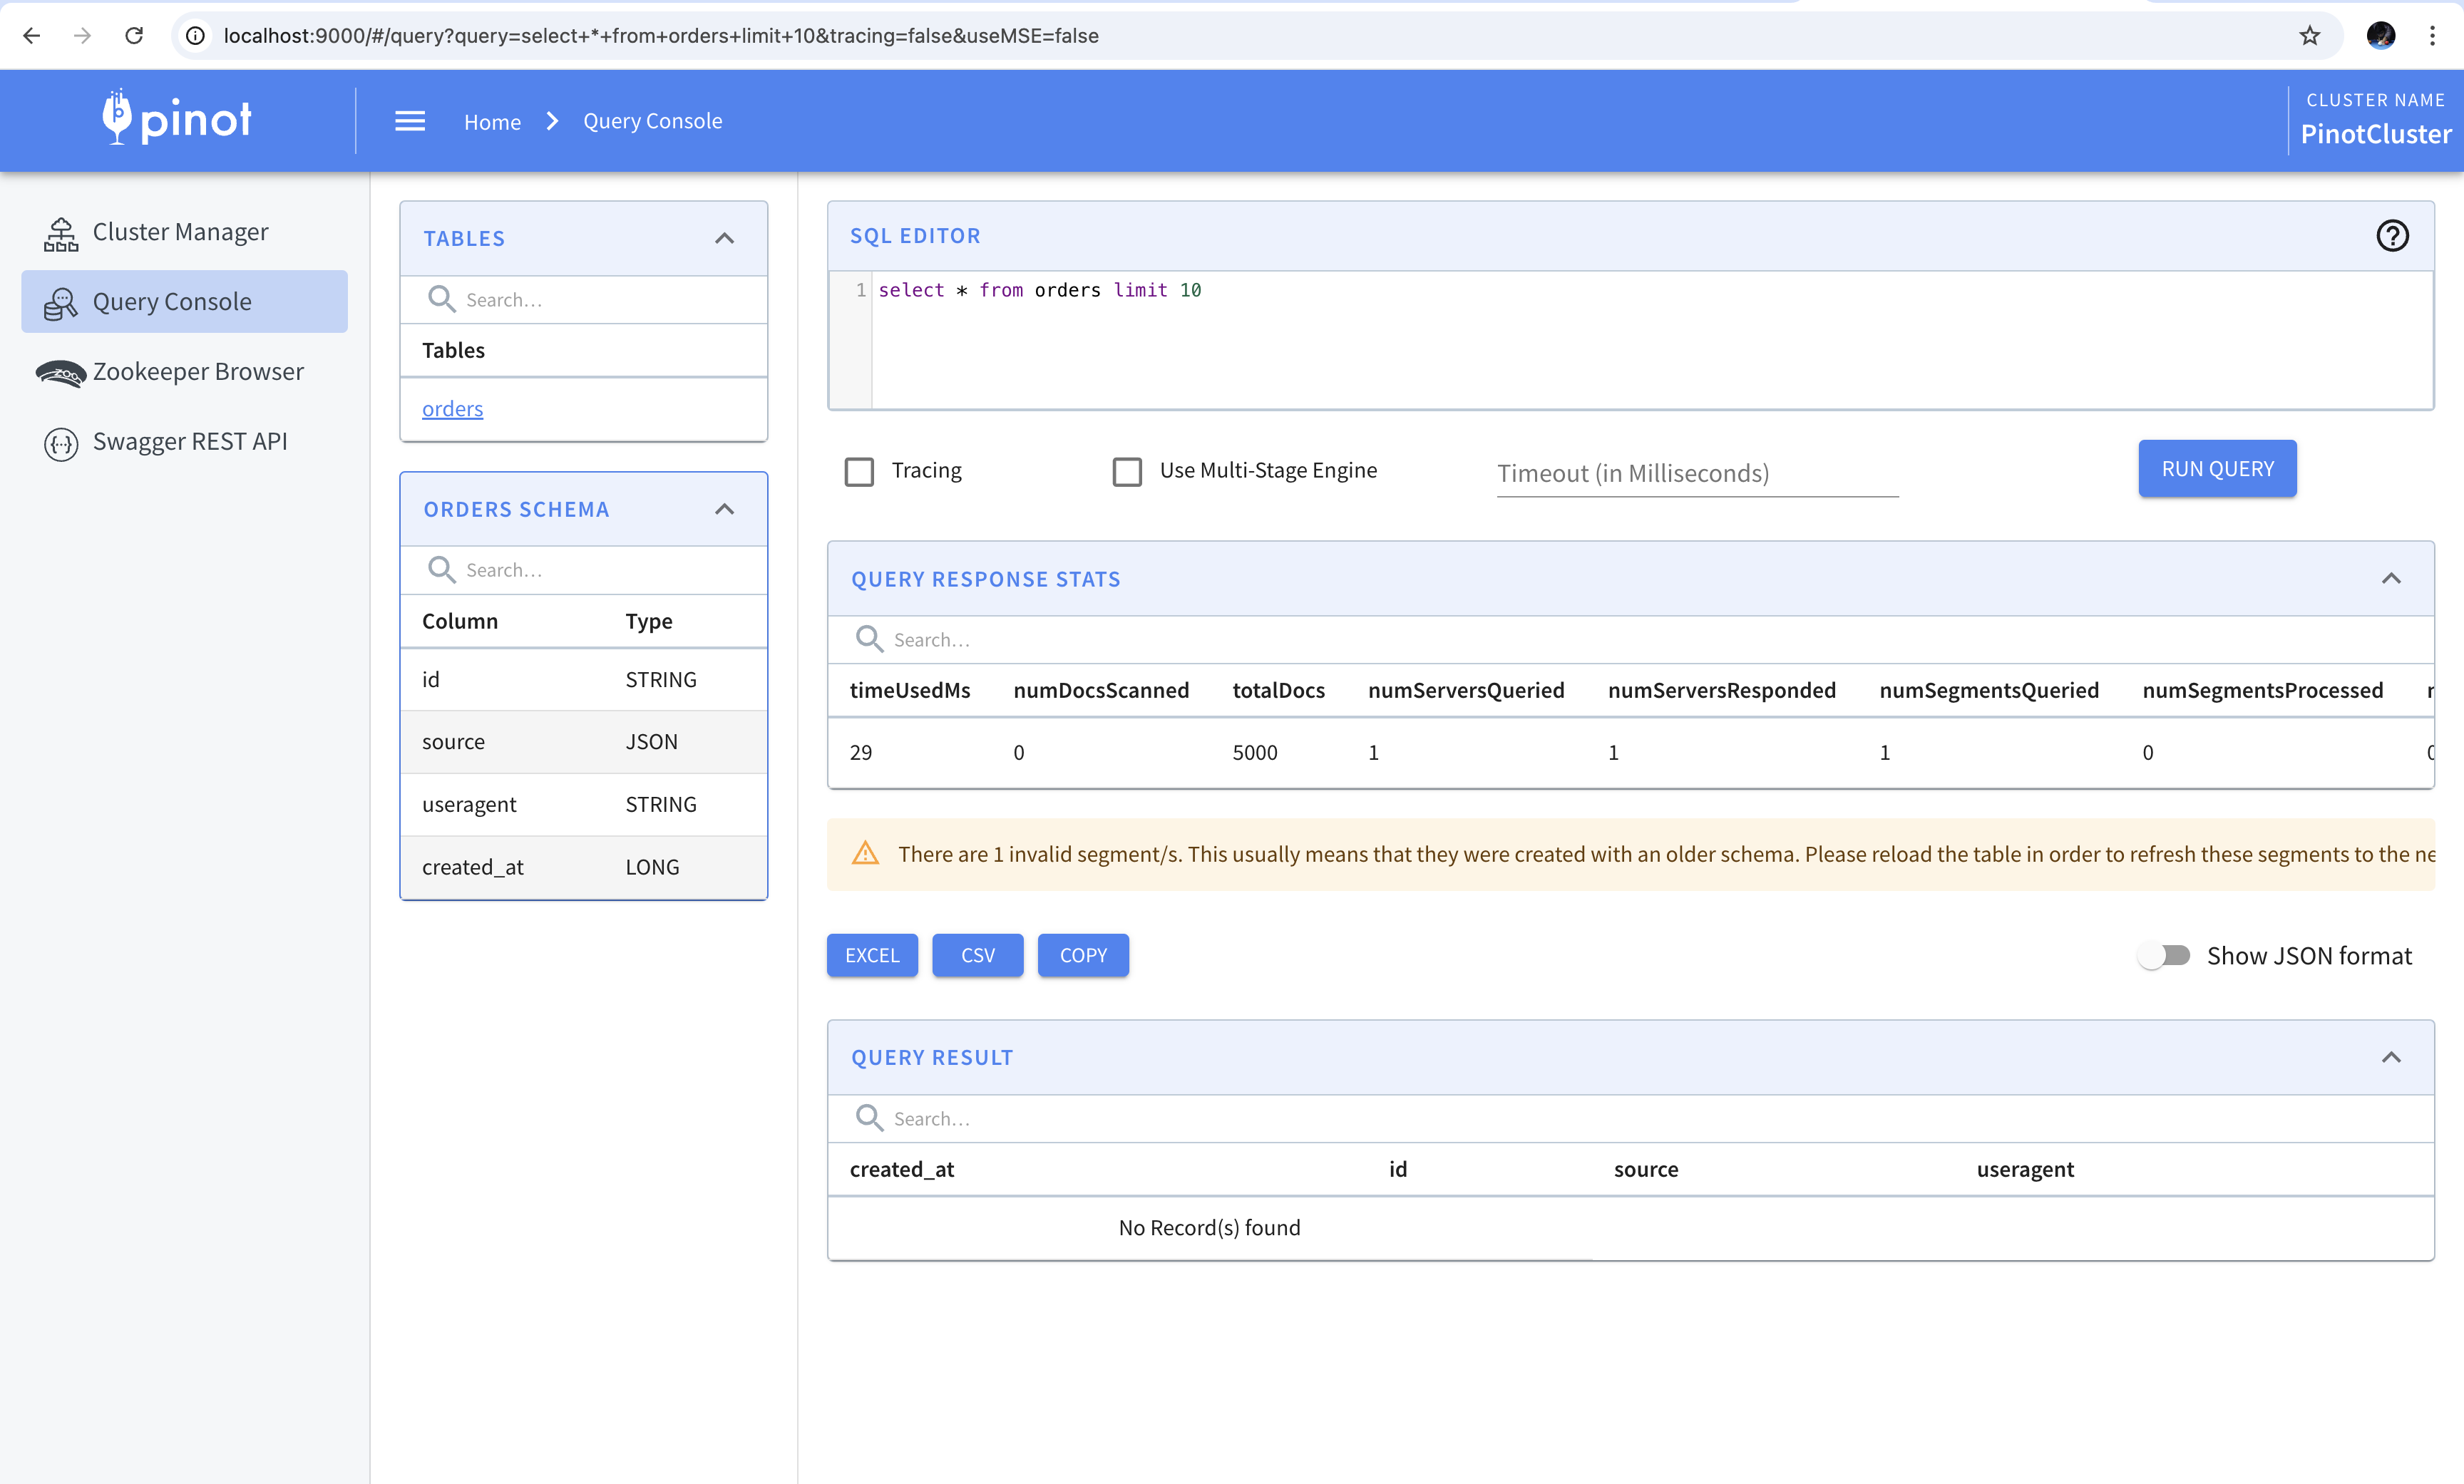 localhost:9000/#/query?query=select+*+from+orders+limit+10&tracing=false&useMSE=false
pinot
Home
Query Console
CLUSTER NAME
PinotCluster
Cluster Manager
Query Console
Zookeeper Browser
Swagger REST API
TABLES
Search...
Tables
orders
ORDERS SCHEMA
Search...
Column Type
id STRING
source JSON
useragent STRING
created_at LONG
SQL EDITOR
1 select * from orders limit 10
Tracing
Use Multi-Stage Engine
Timeout (in Milliseconds)
RUN QUERY
QUERY RESPONSE STATS
Search...
timeUsedMs numDocsScanned totalDocs numServersQueried numServersResponded numSegmentsQueried numSegmentsProcessed
29 0 5000 1 1 1 0
There are 1 invalid segment/s. This usually means that they were created with an older schema. Please reload the table in order to refresh these segments to the ne
EXCEL CSV COPY
Show JSON format
QUERY RESULT
Search...
created_at id source useragent
No Record(s) found